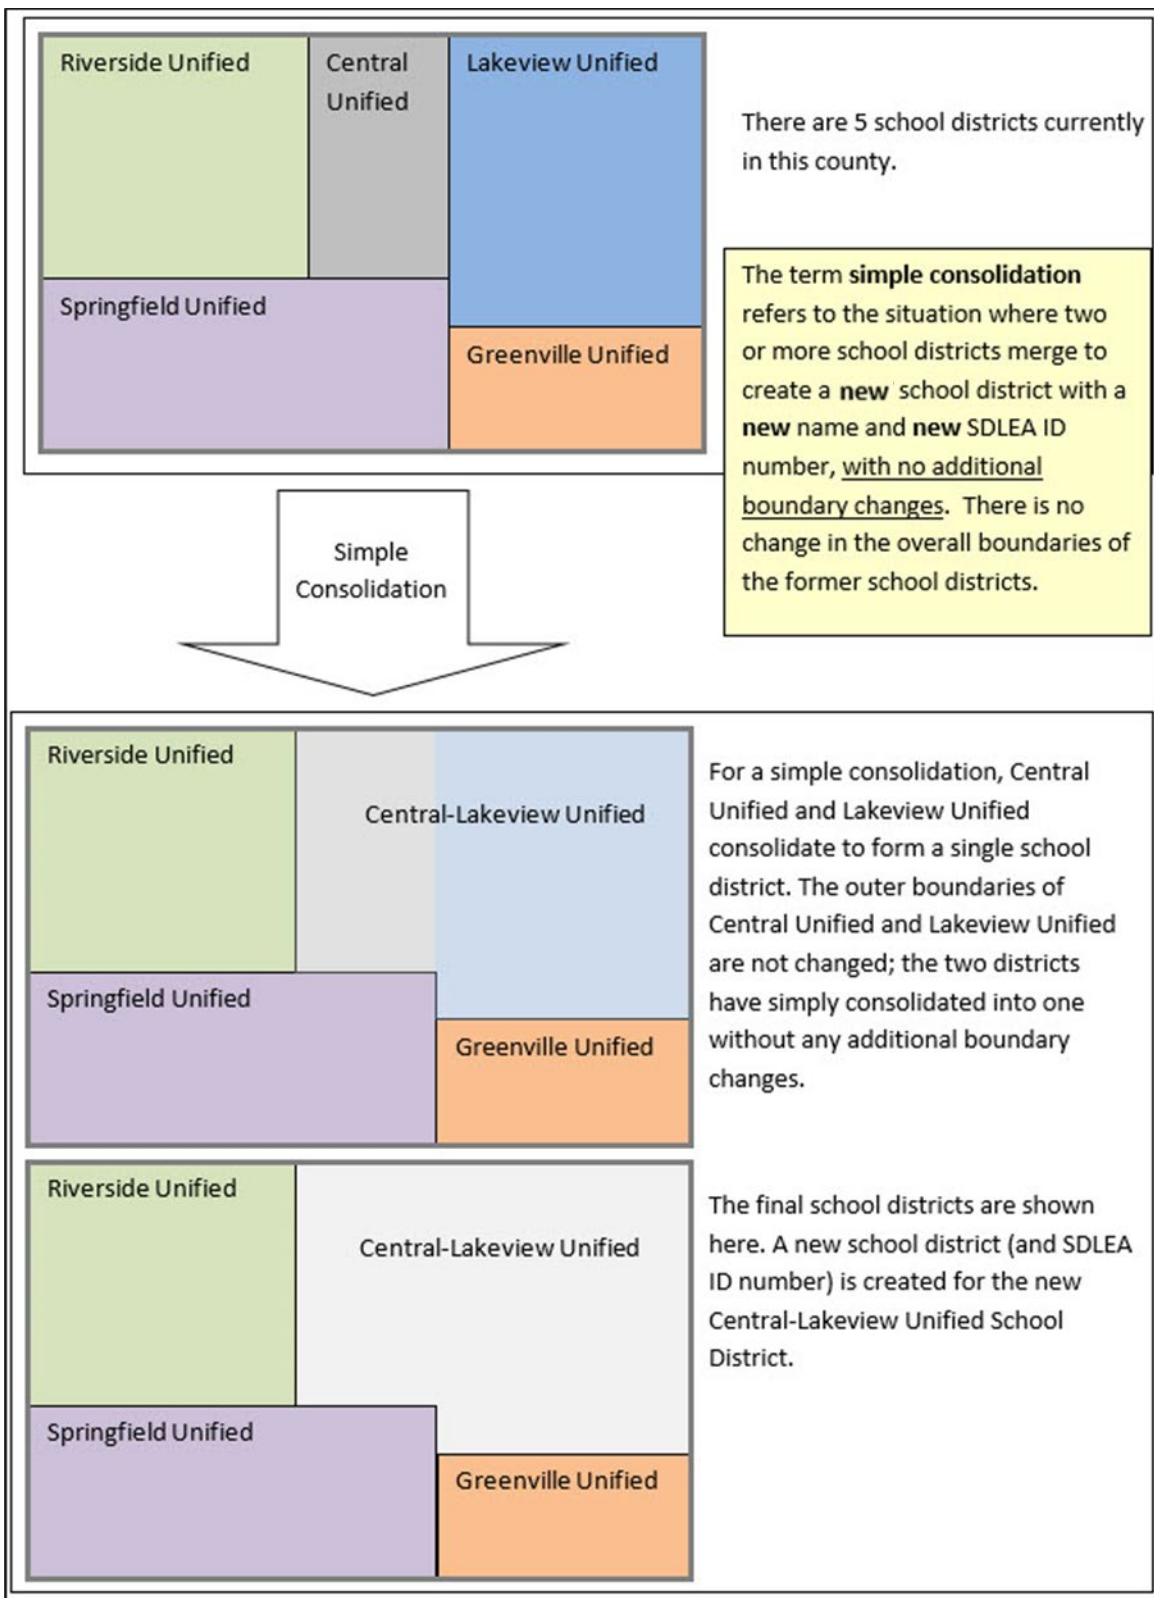 Riverside Unified
Central
Unified
Lakeview Unified
Springfield Unified
Greenville Unified
There are 5 school districts currently
in this county.
The term simple consolidation
refers to the situation where two
or more school districts merge to
create a new school district with a
new name and new SDLEA ID
number, with no additional
boundary changes.  There is no
change in the overall boundaries of
the former school districts.
Simple
Consolidation
Riverside Unified
Central-Lakeview Unified
Springfield Unified
Greenville Unified
For a simple consolidation, Central
Unified and Lakeview Unified
consolidate to form a single school
district. The outer boundaries of
Central Unified and Lakeview Unified
are not changed; the two districts
have simply consolidated into one
without any additional boundary
changes.
Riverside Unified
Central-Lakeview Unified
Springfield Unified
Greenville Unified
The final school districts are shown
here. A new school district (and SDLEA
ID number) is created for the new
Central-Lakeview Unified School
District.